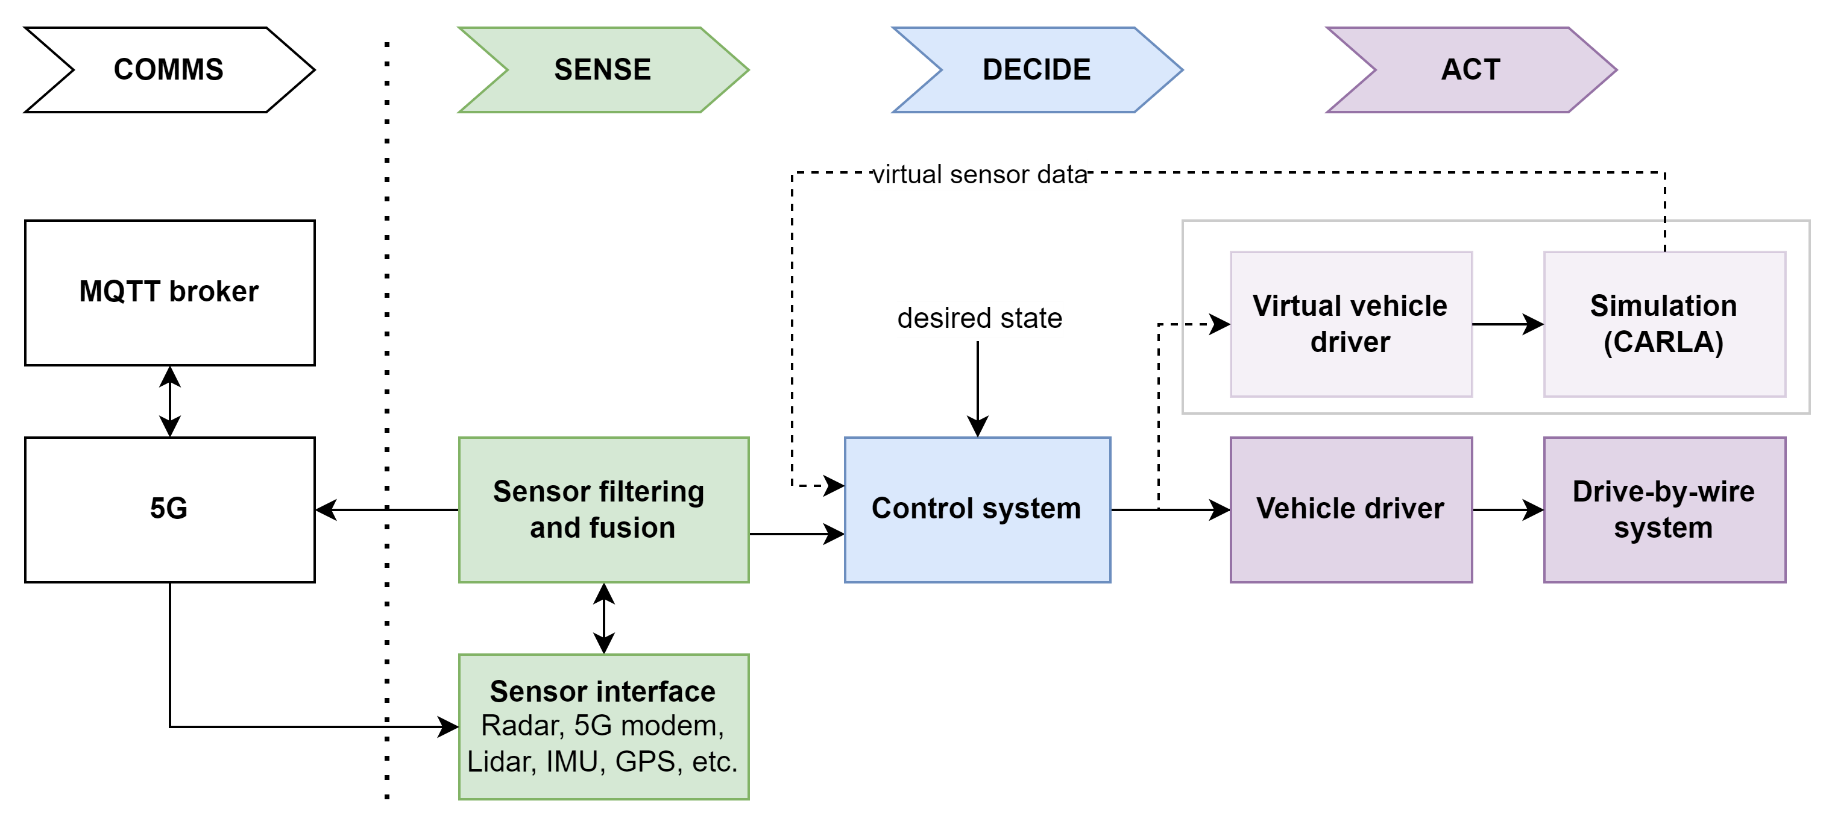 COMMS
SENSE
DECIDE
ACT
virtual sensor data
MQTT broker
desired state
Virtual vehicle
driver
Simulation
(CARLA)
5G
Sensor filtering
and fusion
Control system
Vehicle driver
Drive-by-wire
system
Sensor interface
Radar, 5G modem,
Lidar, IMU, GPS, etc.